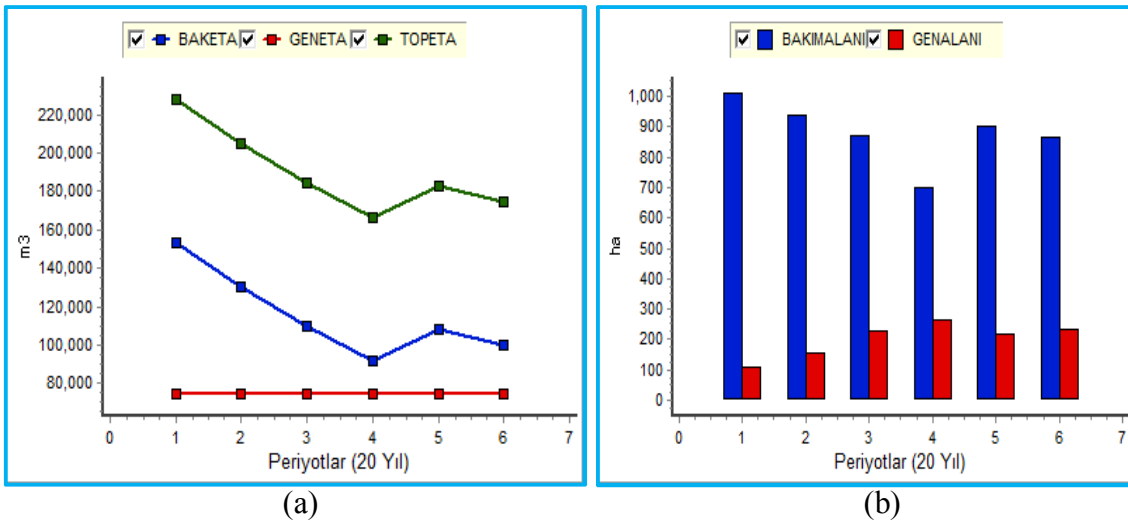 BAKETA GENETA TOPETA
220,000
200,000
180,000
160,000
140,000
120,000
100,000
80,000
m3
0 1 2 3 4 5 6 7
Periyotlar (20 Yıl)
(a)
BAKIMALANI GENALANI
1,000
900
800
700
600
500
400
300
200
100
0
ha
0 1 2 3 4 5 6 7
Periyotlar (20 Yıl)
(b)